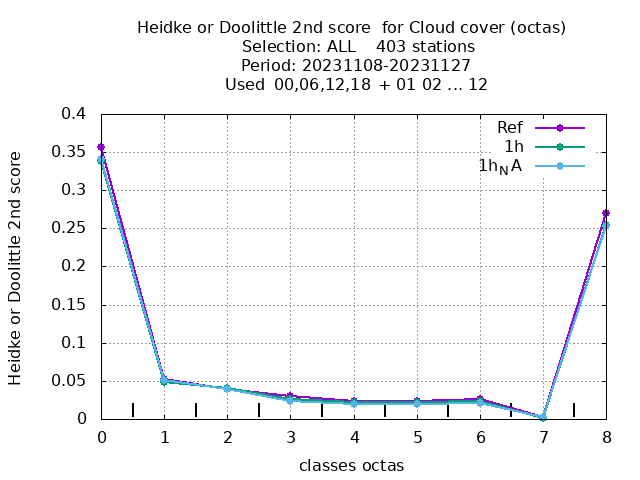 Heidke or Doolittle 2nd score  for Cloud cover (octas)
Selection: ALL    403 stations
Period: 20231108-20231127
Used  00,06,12,18 + 01 02 ... 12
Heidke or Doolittle 2nd score
0.4
0.35
0.3
0.25
0.2
0.15
0.1
0.05
0
Ref
1h
1hNA
0 1 2 3 4 5 6 7 8
classes octas